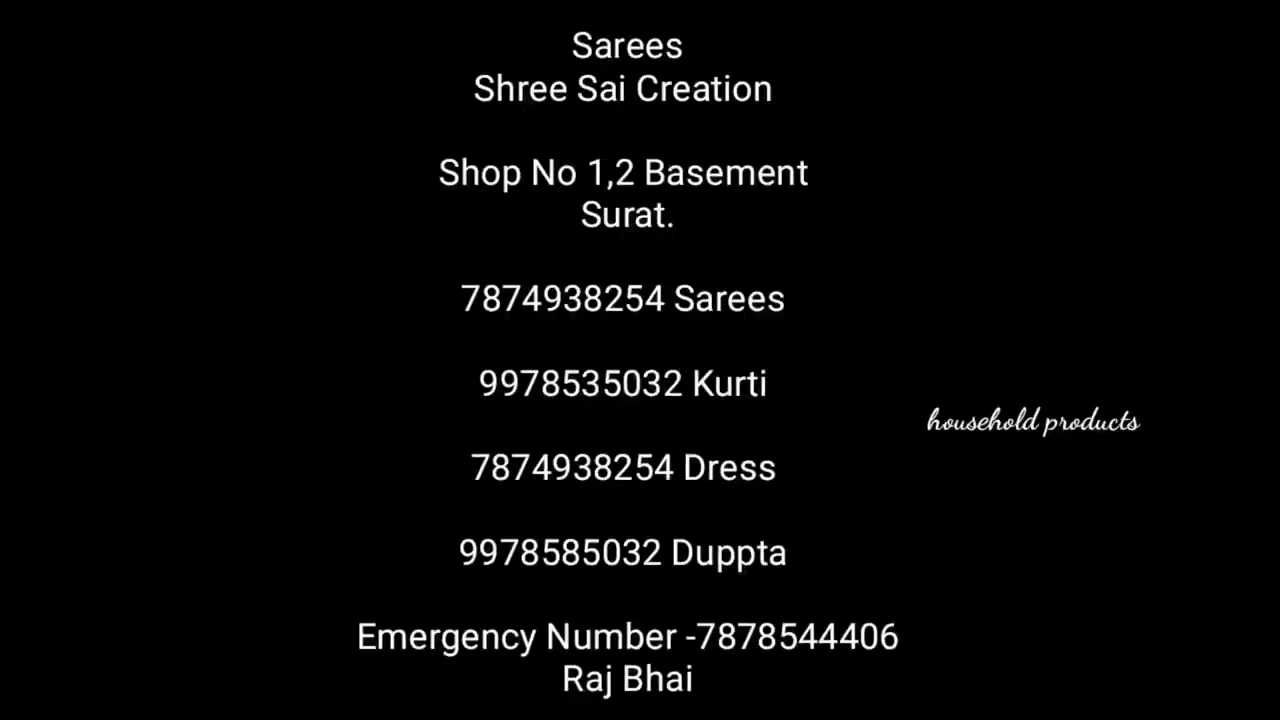 Sarees
Shree Sai Creation
Shop No 1,2 Basement
Surat.
7874938254 Sarees
9978535032 Kurti
household products
7874938254 Dress
9978585032 Duppta
Emergency Number -7878544406
Raj Bhai